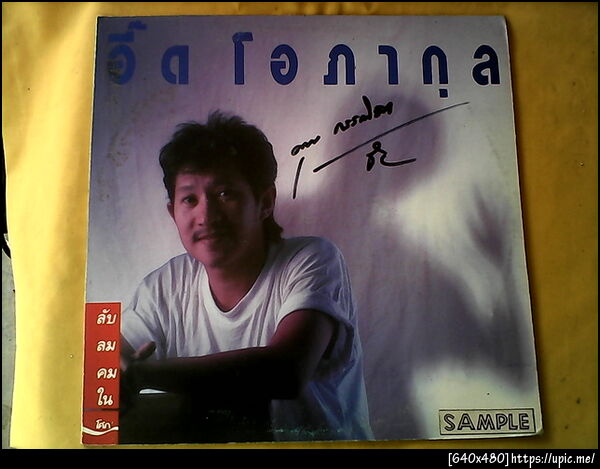 อี๊ด โอภากุล
ลับ
ลม
คม
ใน
SAMPLE
[640x480]https://upic.me/